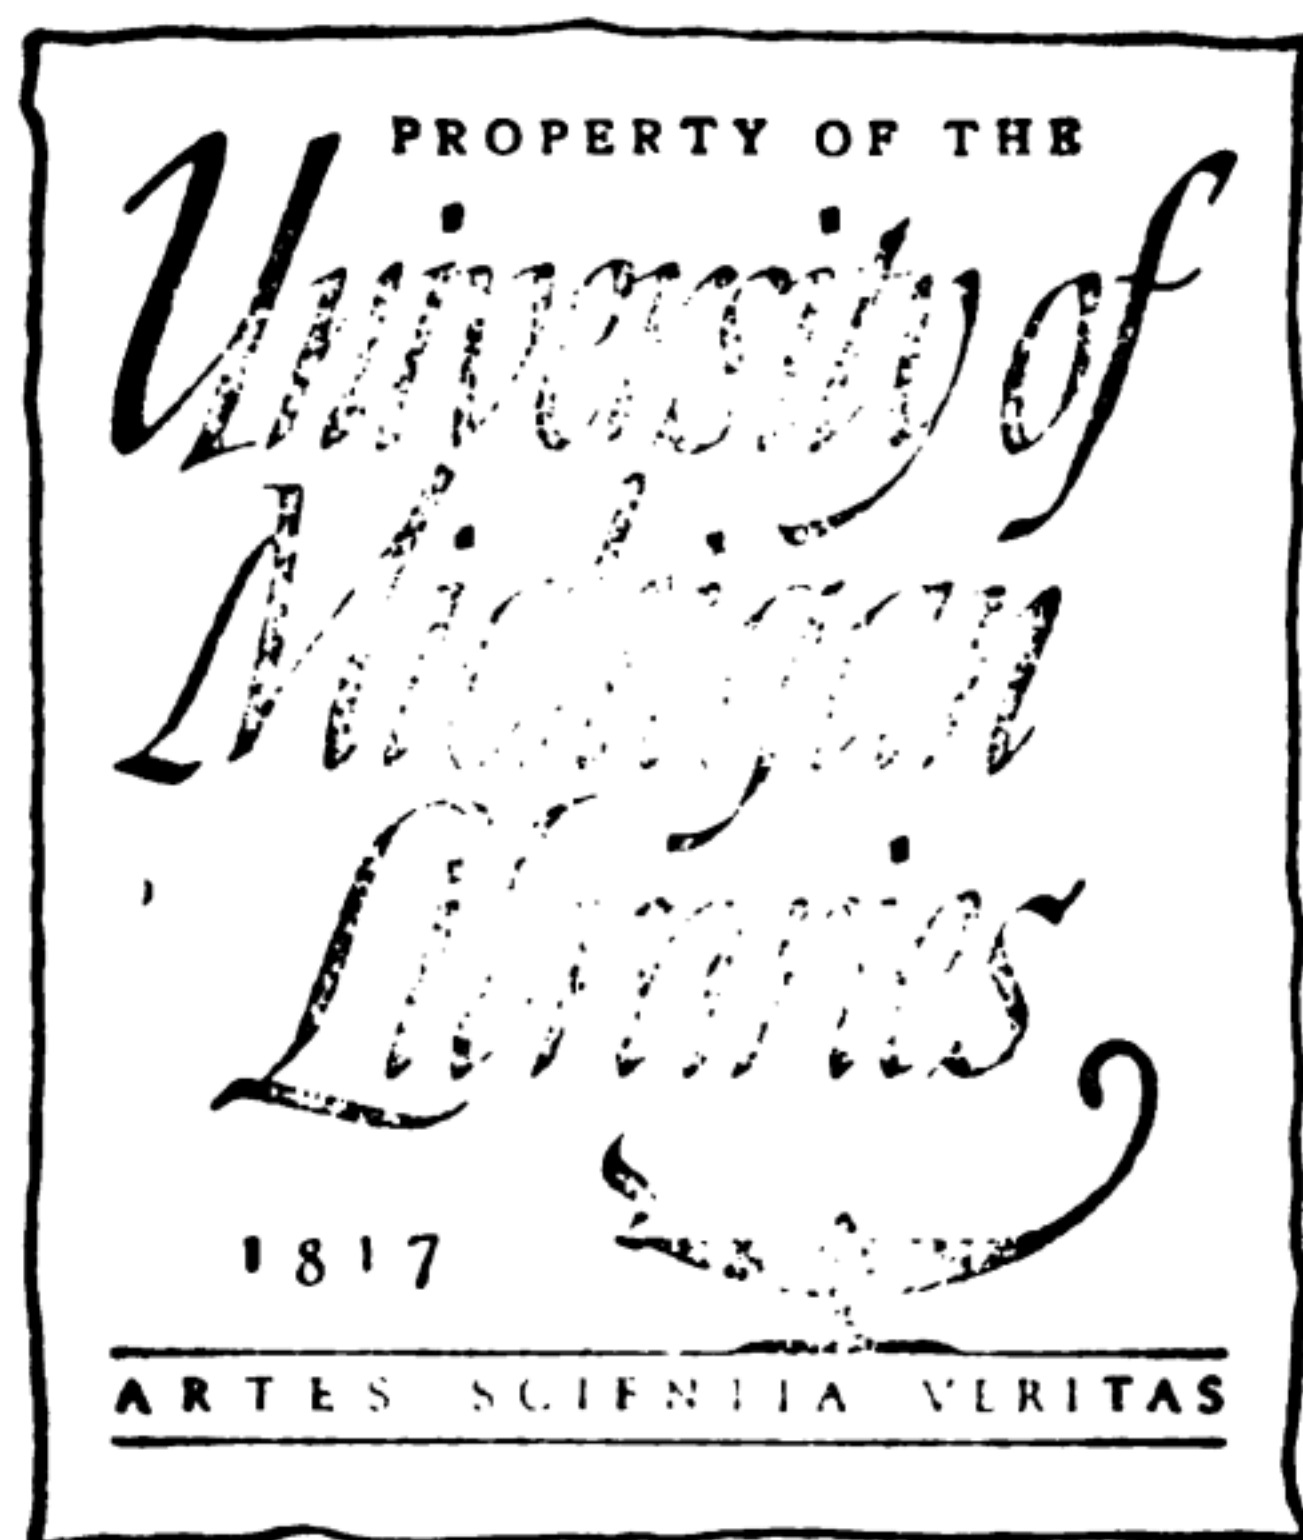 PROPERTY OF THE
University of
Michigan
Libraries
1817
ARTES SCIENTIA VERITAS